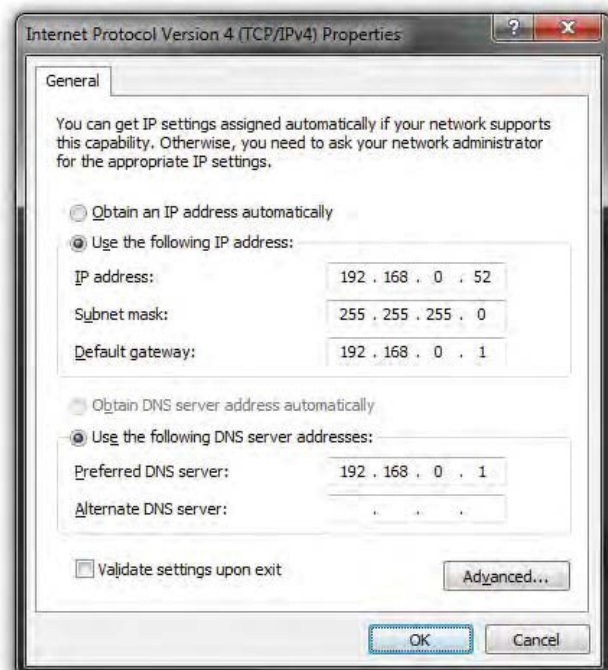 Internet Protocol Version 4 (TCP/IPv4) Properties
?
General
You can get IP settings assigned automatically if your network supports
this capability. Otherwise, you need to ask your network administrator
for the appropriate IP settings.
Obtain an IP address automatically
Use the following IP address:
IP address: 192 . 168 . 0 . 52
Subnet mask: 255 . 255 . 255 . 0
Default gateway: 192 . 168 . 0 . 1
Obtain DNS server address automatically
Use the following DNS server addresses:
Preferred DNS server: 192 . 168 . 0 . 1
Alternate DNS server: . . .
Validate settings upon exit
Advanced...
OK Cancel